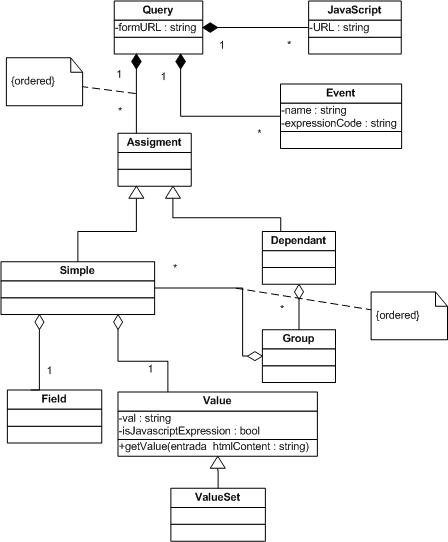 Query
-formURL : string
JavaScript
-URL : string
1
*
{ordered}
1
1
*
*
Event
-name : string
-expressionCode : string
Assigment
Dependant
Simple
*
*
{ordered}
Group
1
1
Field
Value
-val : string
-isJavascriptExpression : bool
+getValue(entrada htmlContent : string)
ValueSet